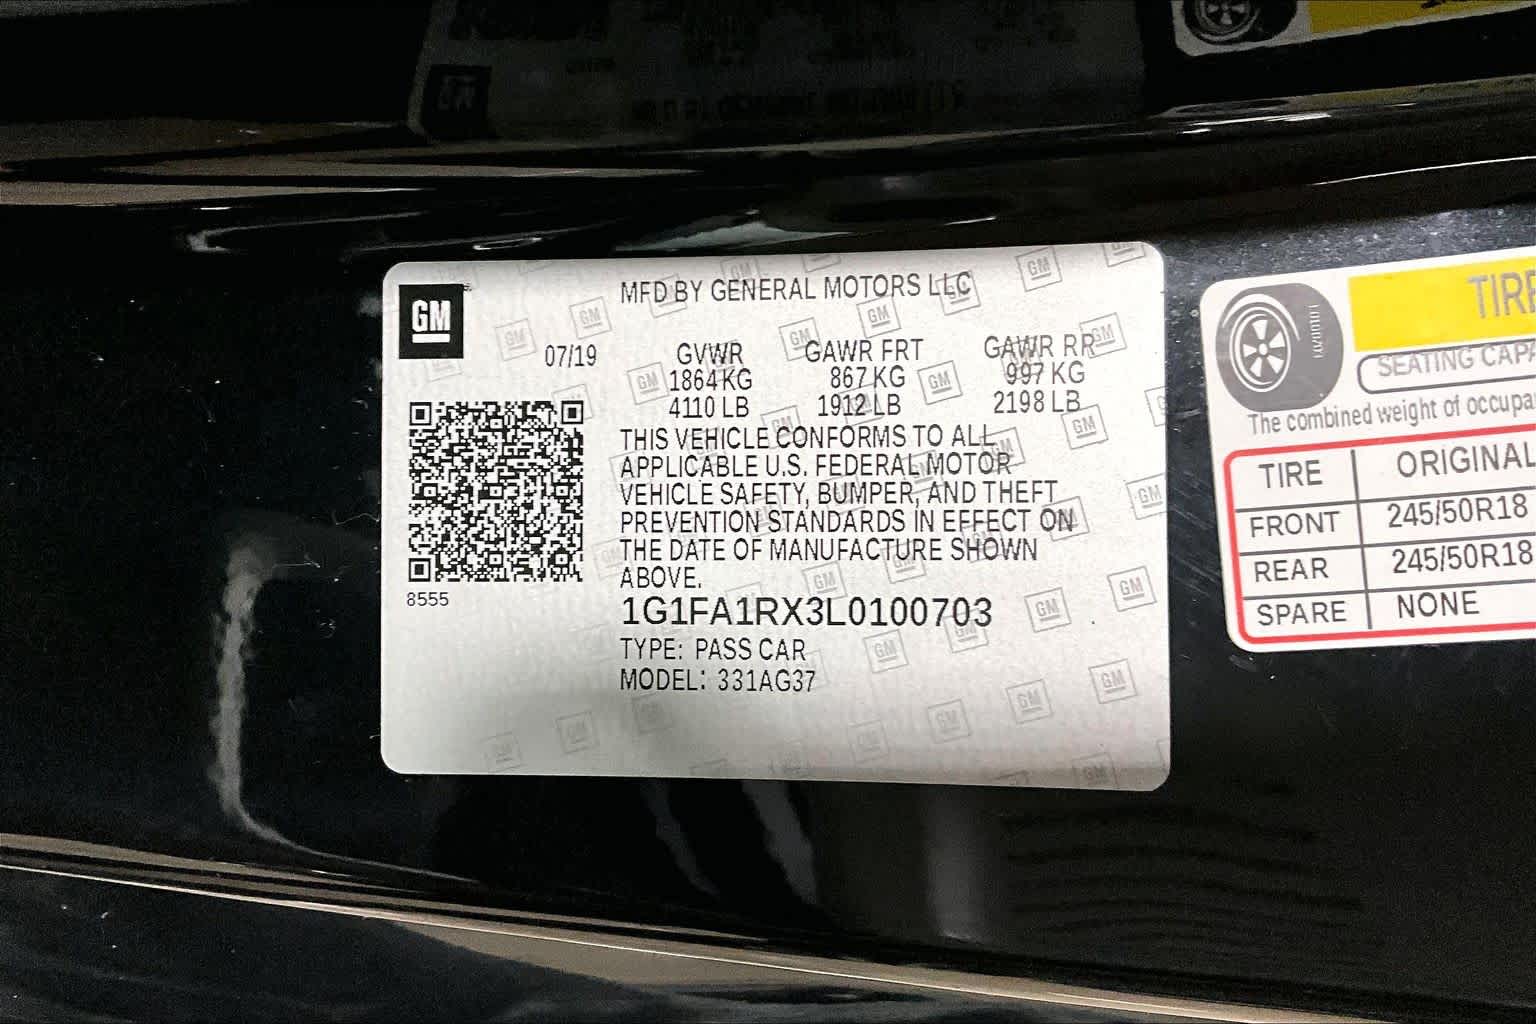 GM
MFD BY GENERAL MOTORS LLC
07/19
GVWR GAWR FRT GAWR RR
1864 KG 867 KG 997 KG
4110 LB 1912 LB 2198 LB
THIS VEHICLE CONFORMS TO ALL
APPLICABLE U.S. FEDERAL MOTOR
VEHICLE SAFETY, BUMPER, AND THEFT
PREVENTION STANDARDS IN EFFECT ON
THE DATE OF MANUFACTURE SHOWN
ABOVE.
8555
1G1FA1RX3L0100703
TYPE: PASS CAR
MODEL: 331AG37
TIRE
SEATING CAPA
The combined weight of occupa
TIRE ORIGINAL
FRONT 245/50R18
REAR 245/50R18
SPARE NONE